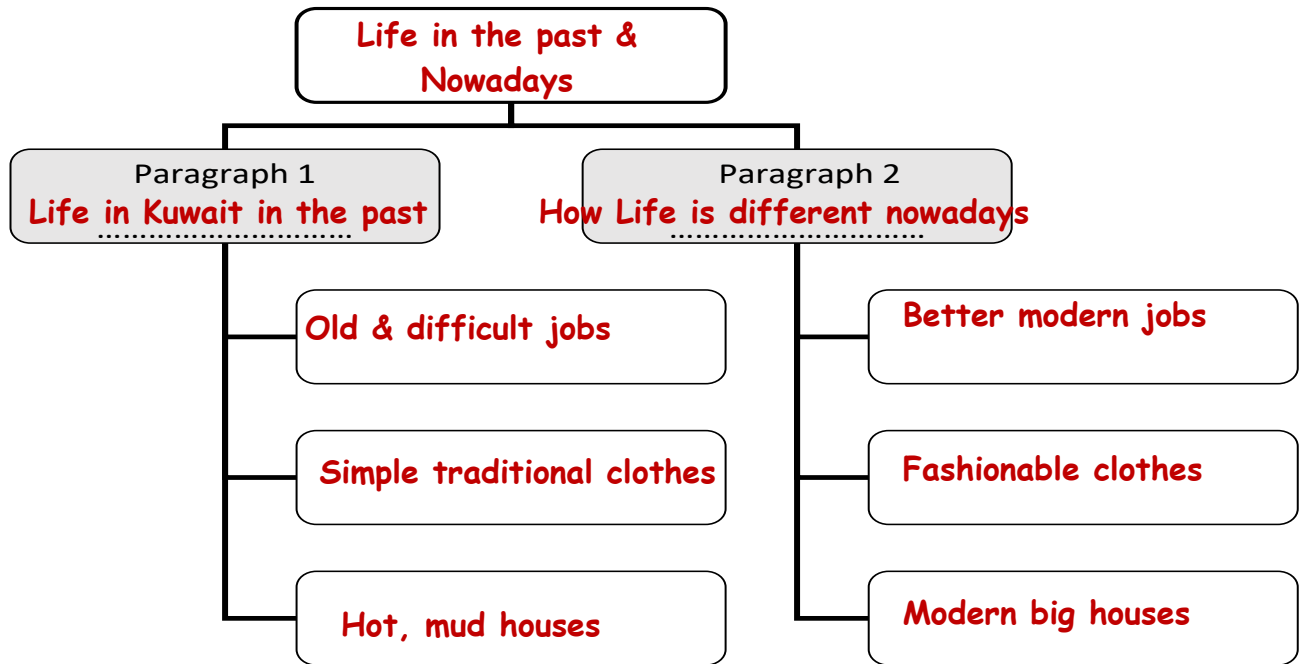 Life in the past &
Nowadays
Paragraph 1
Life in Kuwait in the past
……………………………
Old & difficult jobs
Simple traditional clothes
Hot, mud houses
Paragraph 2
How Life is different nowadays
……………………………
Better modern jobs
Fashionable clothes
Modern big houses